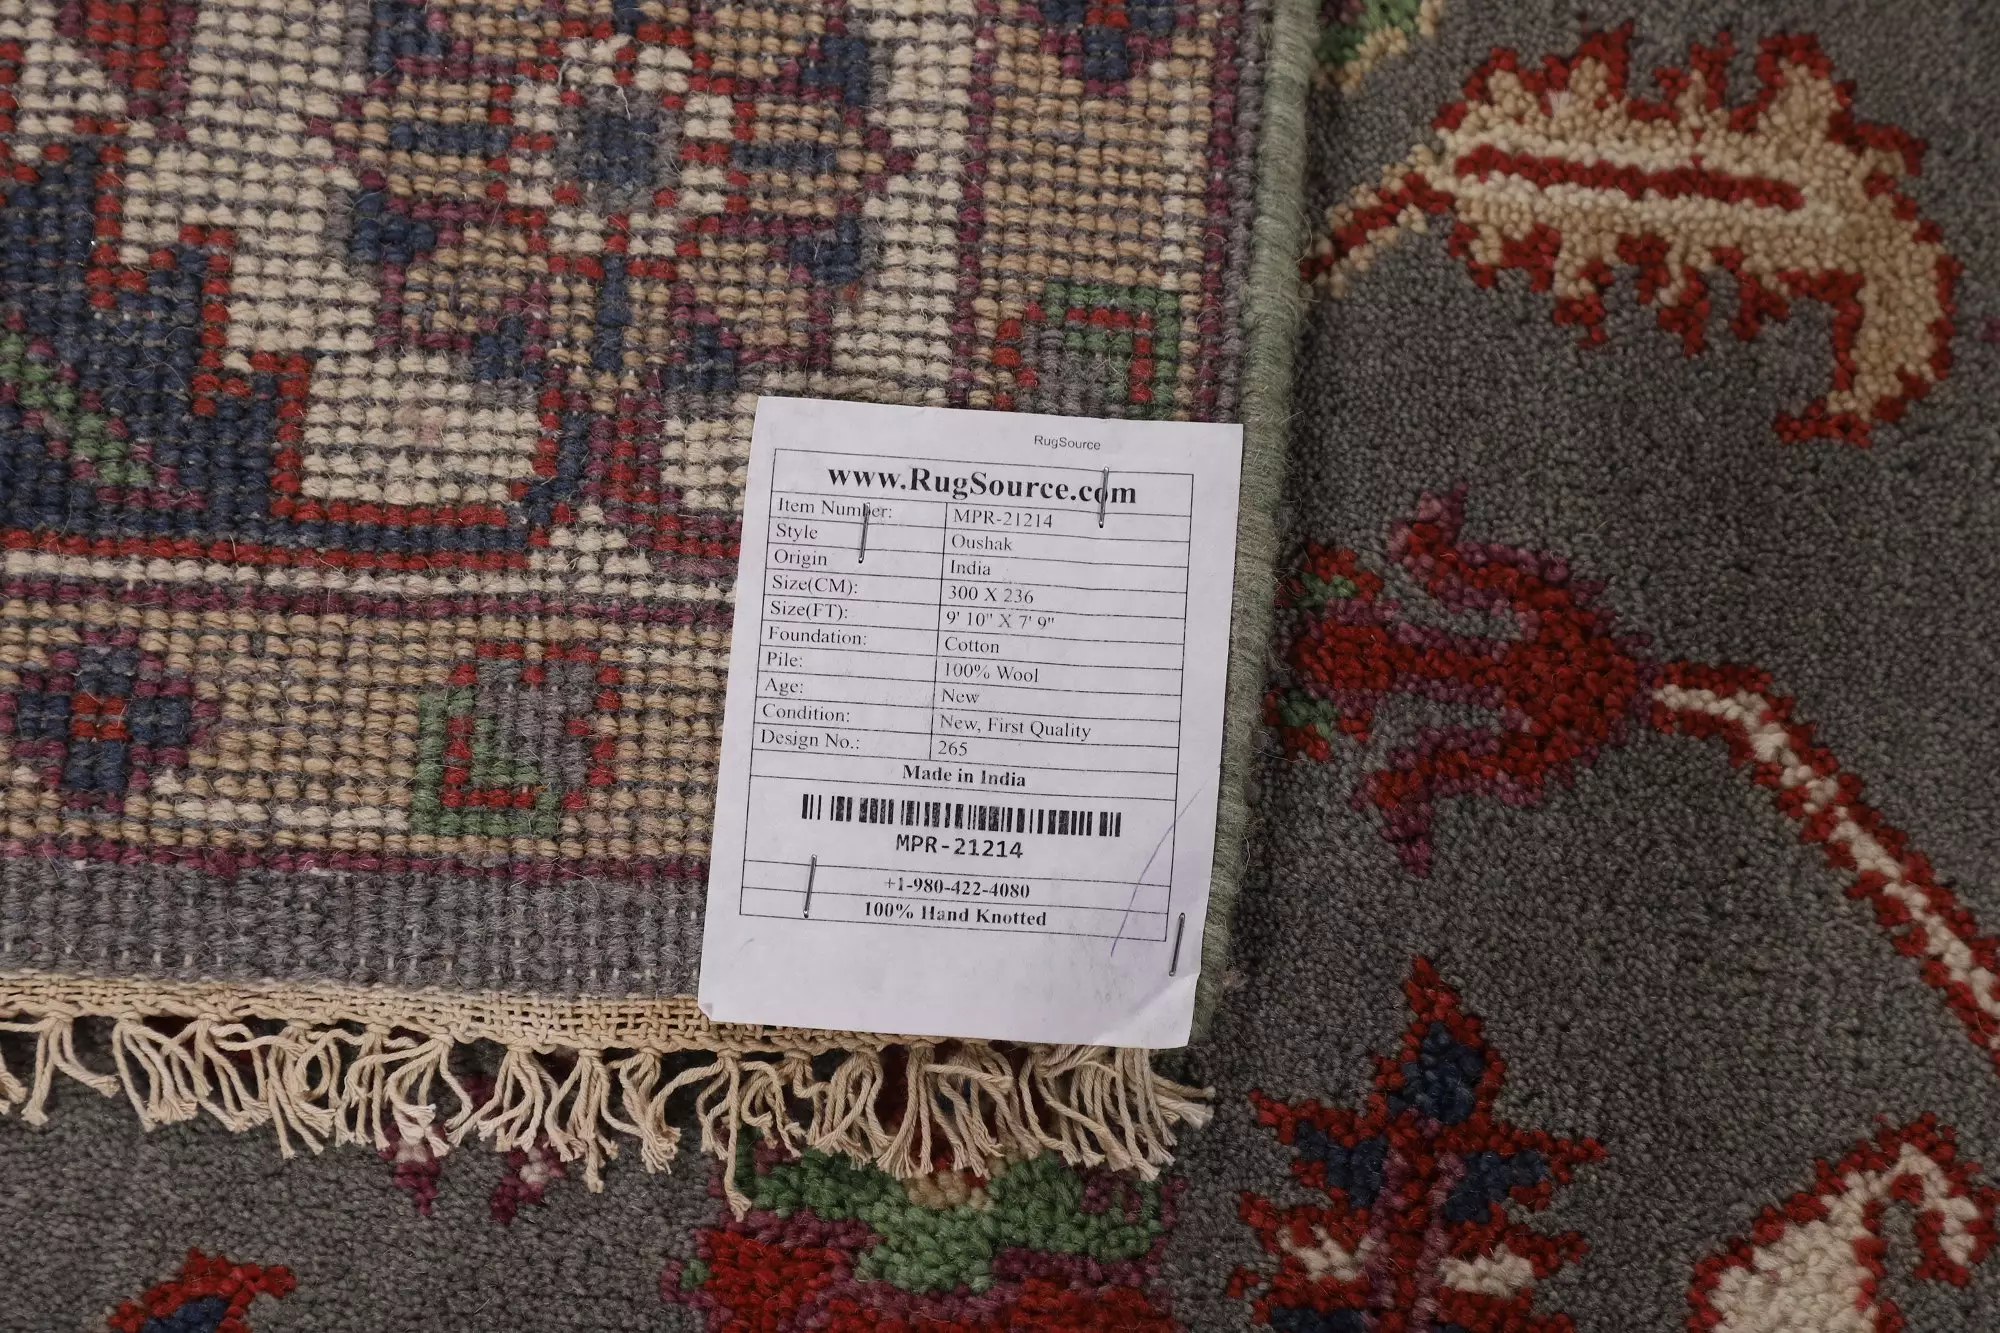 RugSource
www.RugSource.com
Item Number: MPR-21214
Style Oushak
Origin India
Size(CM): 300 X 236
Size(FT): 9' 10" X 7' 9"
Foundation: Cotton
Pile: 100% Wool
Age: New
Condition: New, First Quality
Design No.: 265
Made in India
MPR-21214
+1-980-422-4080
100% Hand Knotted